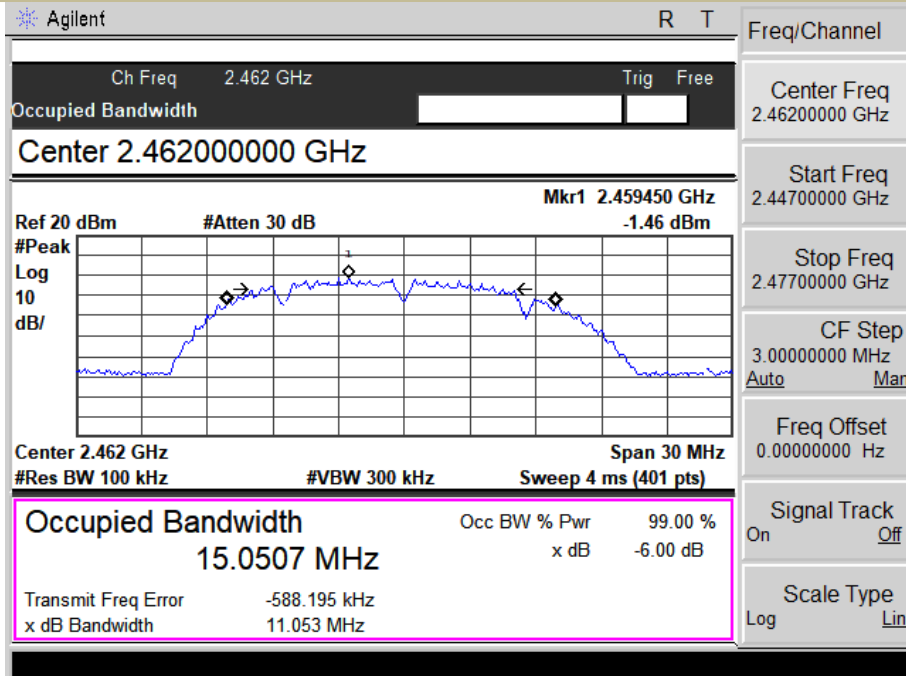 Agilent R T
Ch Freq 2.462 GHz Trig Free
Occupied Bandwidth
Center 2.462000000 GHz
Mkr1 2.459450 GHz
Ref 20 dBm #Atten 30 dB -1.46 dBm
#Peak
Log
10
dB/
1
Center 2.462 GHz Span 30 MHz
#Res BW 100 kHz #VBW 300 kHz Sweep 4 ms (401 pts)
Occupied Bandwidth Occ BW % Pwr 99.00 %
15.0507 MHz x dB -6.00 dB
Transmit Freq Error -588.195 kHz
x dB Bandwidth 11.053 MHz
Freq/Channel
Center Freq
2.46200000 GHz
Start Freq
2.44700000 GHz
Stop Freq
2.47700000 GHz
CF Step
3.00000000 MHz
Auto Man
Freq Offset
0.00000000 Hz
Signal Track
On Off
Scale Type
Log Lin